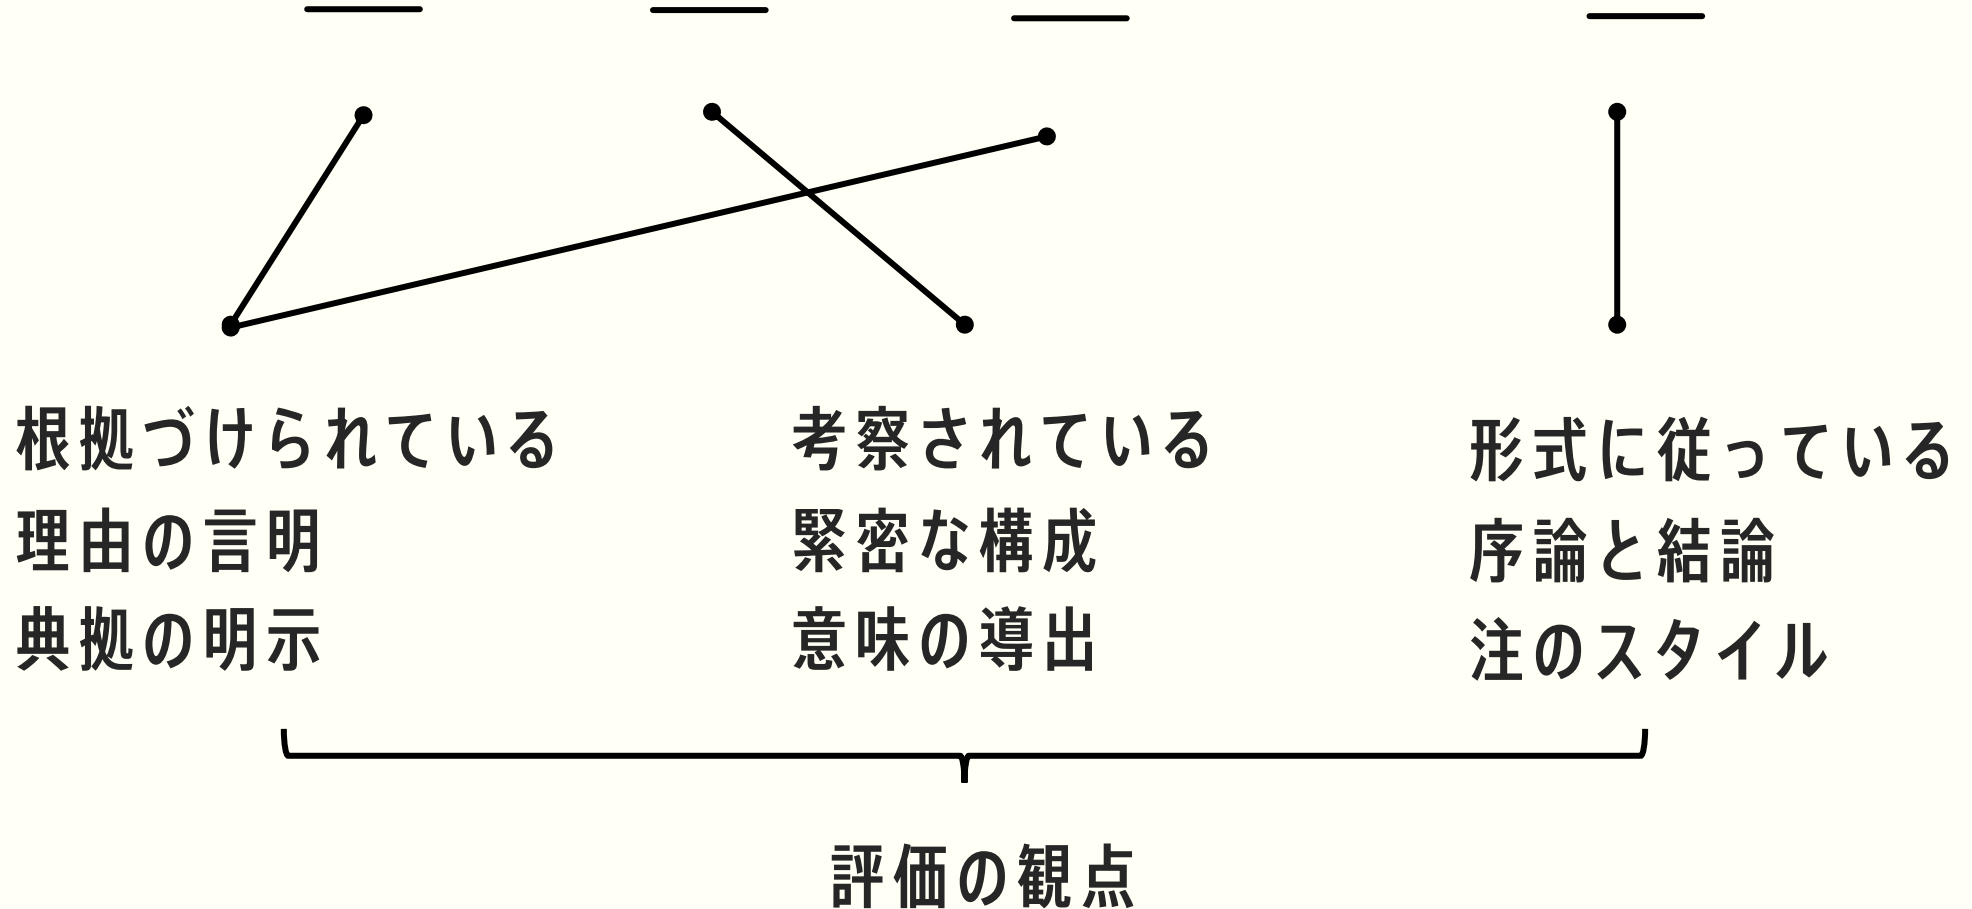 根拠づけられている
理由の言明
典拠の明示
考察されている
緊密な構成
意味の導出
形式に従っている
序論と結論
注のスタイル
評価の観点